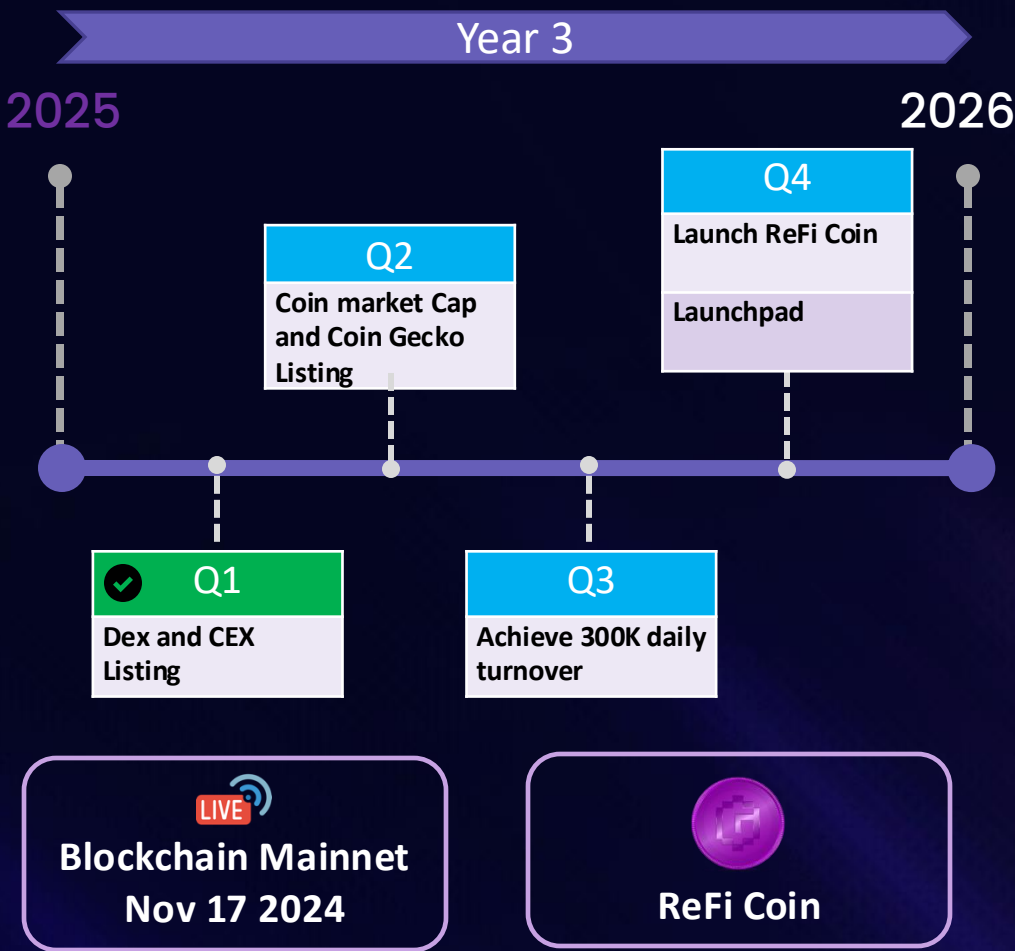 Year 3
2025
2026
Q4
Launch ReFi Coin
Launchpad
Q2
Coin market Cap
and Coin Gecko
Listing
Q1
Dex and CEX
Listing
Q3
Achieve 300K daily
turnover
LIVE
Blockchain Mainnet
Nov 17 2024
ReFi Coin